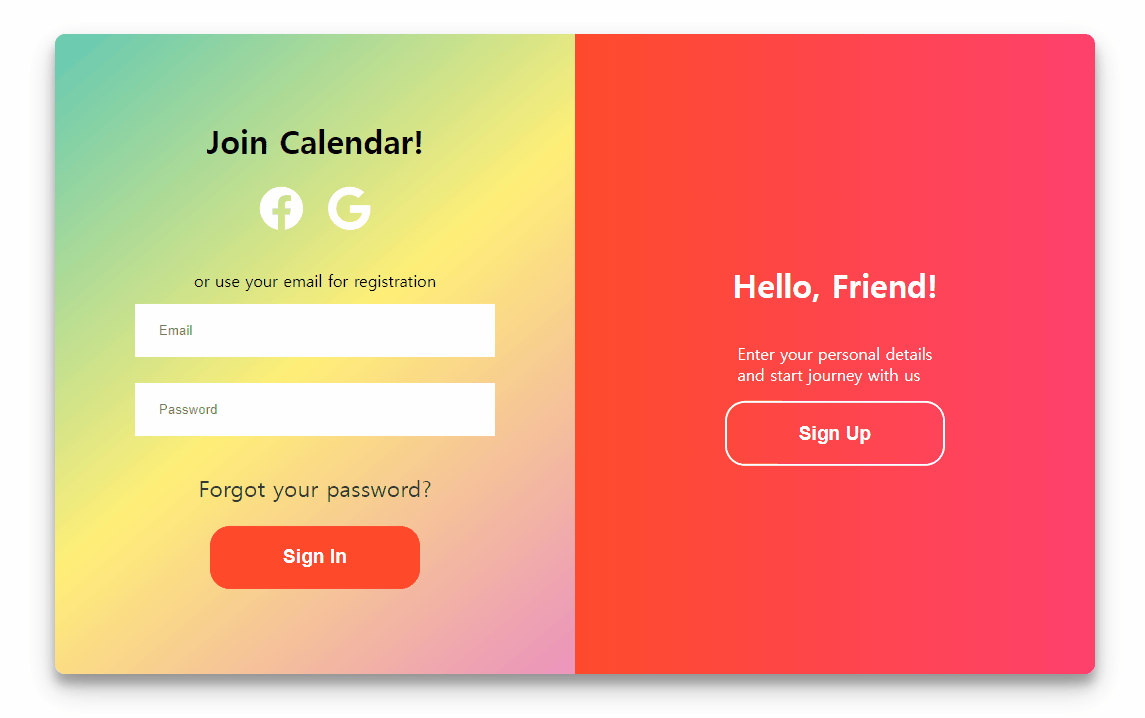 Join Calendar!
or use your email for registration
Email
Password
Forgot your password?
Sign In
Hello, Friend!
Enter your personal details
and start journey with us
Sign Up